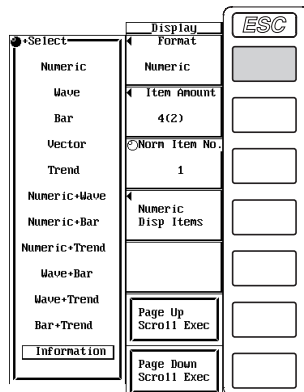 ESC
Display
Format
Numeric
Item Amount
4(2)
Norm Item No.
1
Numeric
Disp Items
Page Up
Scroll Exec
Page Down
Scroll Exec
+Select
Numeric
Wave
Bar
Vector
Trend
Numeric+Wave
Numeric+Bar
Numeric+Trend
Wave+Bar
Wave+Trend
Bar+Trend
Information